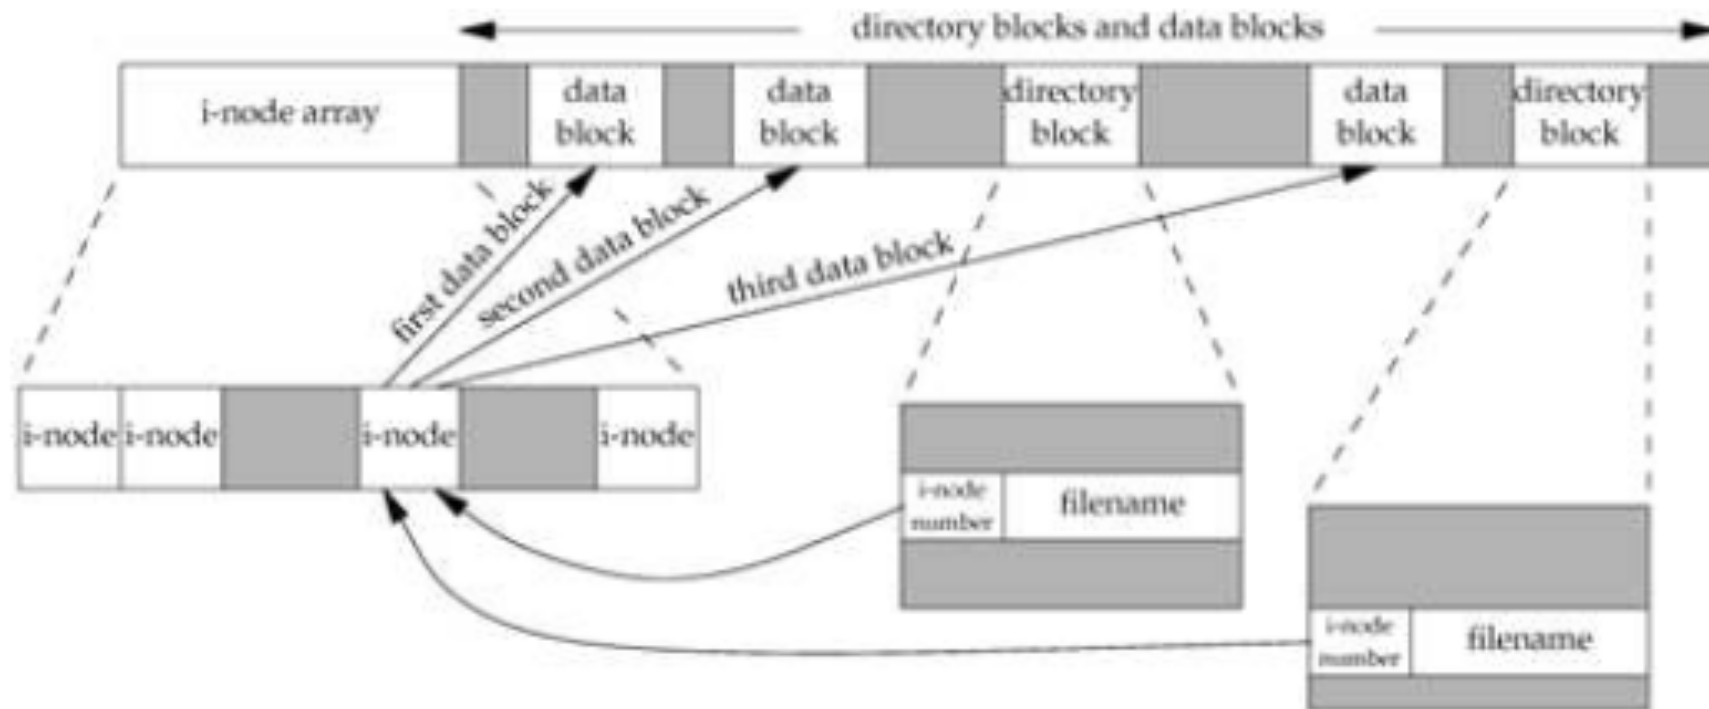 directory blocks and data blocks
i-node array
data
block
data
block
directory
block
data
block
directory
block
first data block
second data block
third data block
i-node
i-node
i-node
i-node
i-node
number
filename
i-node
number
filename